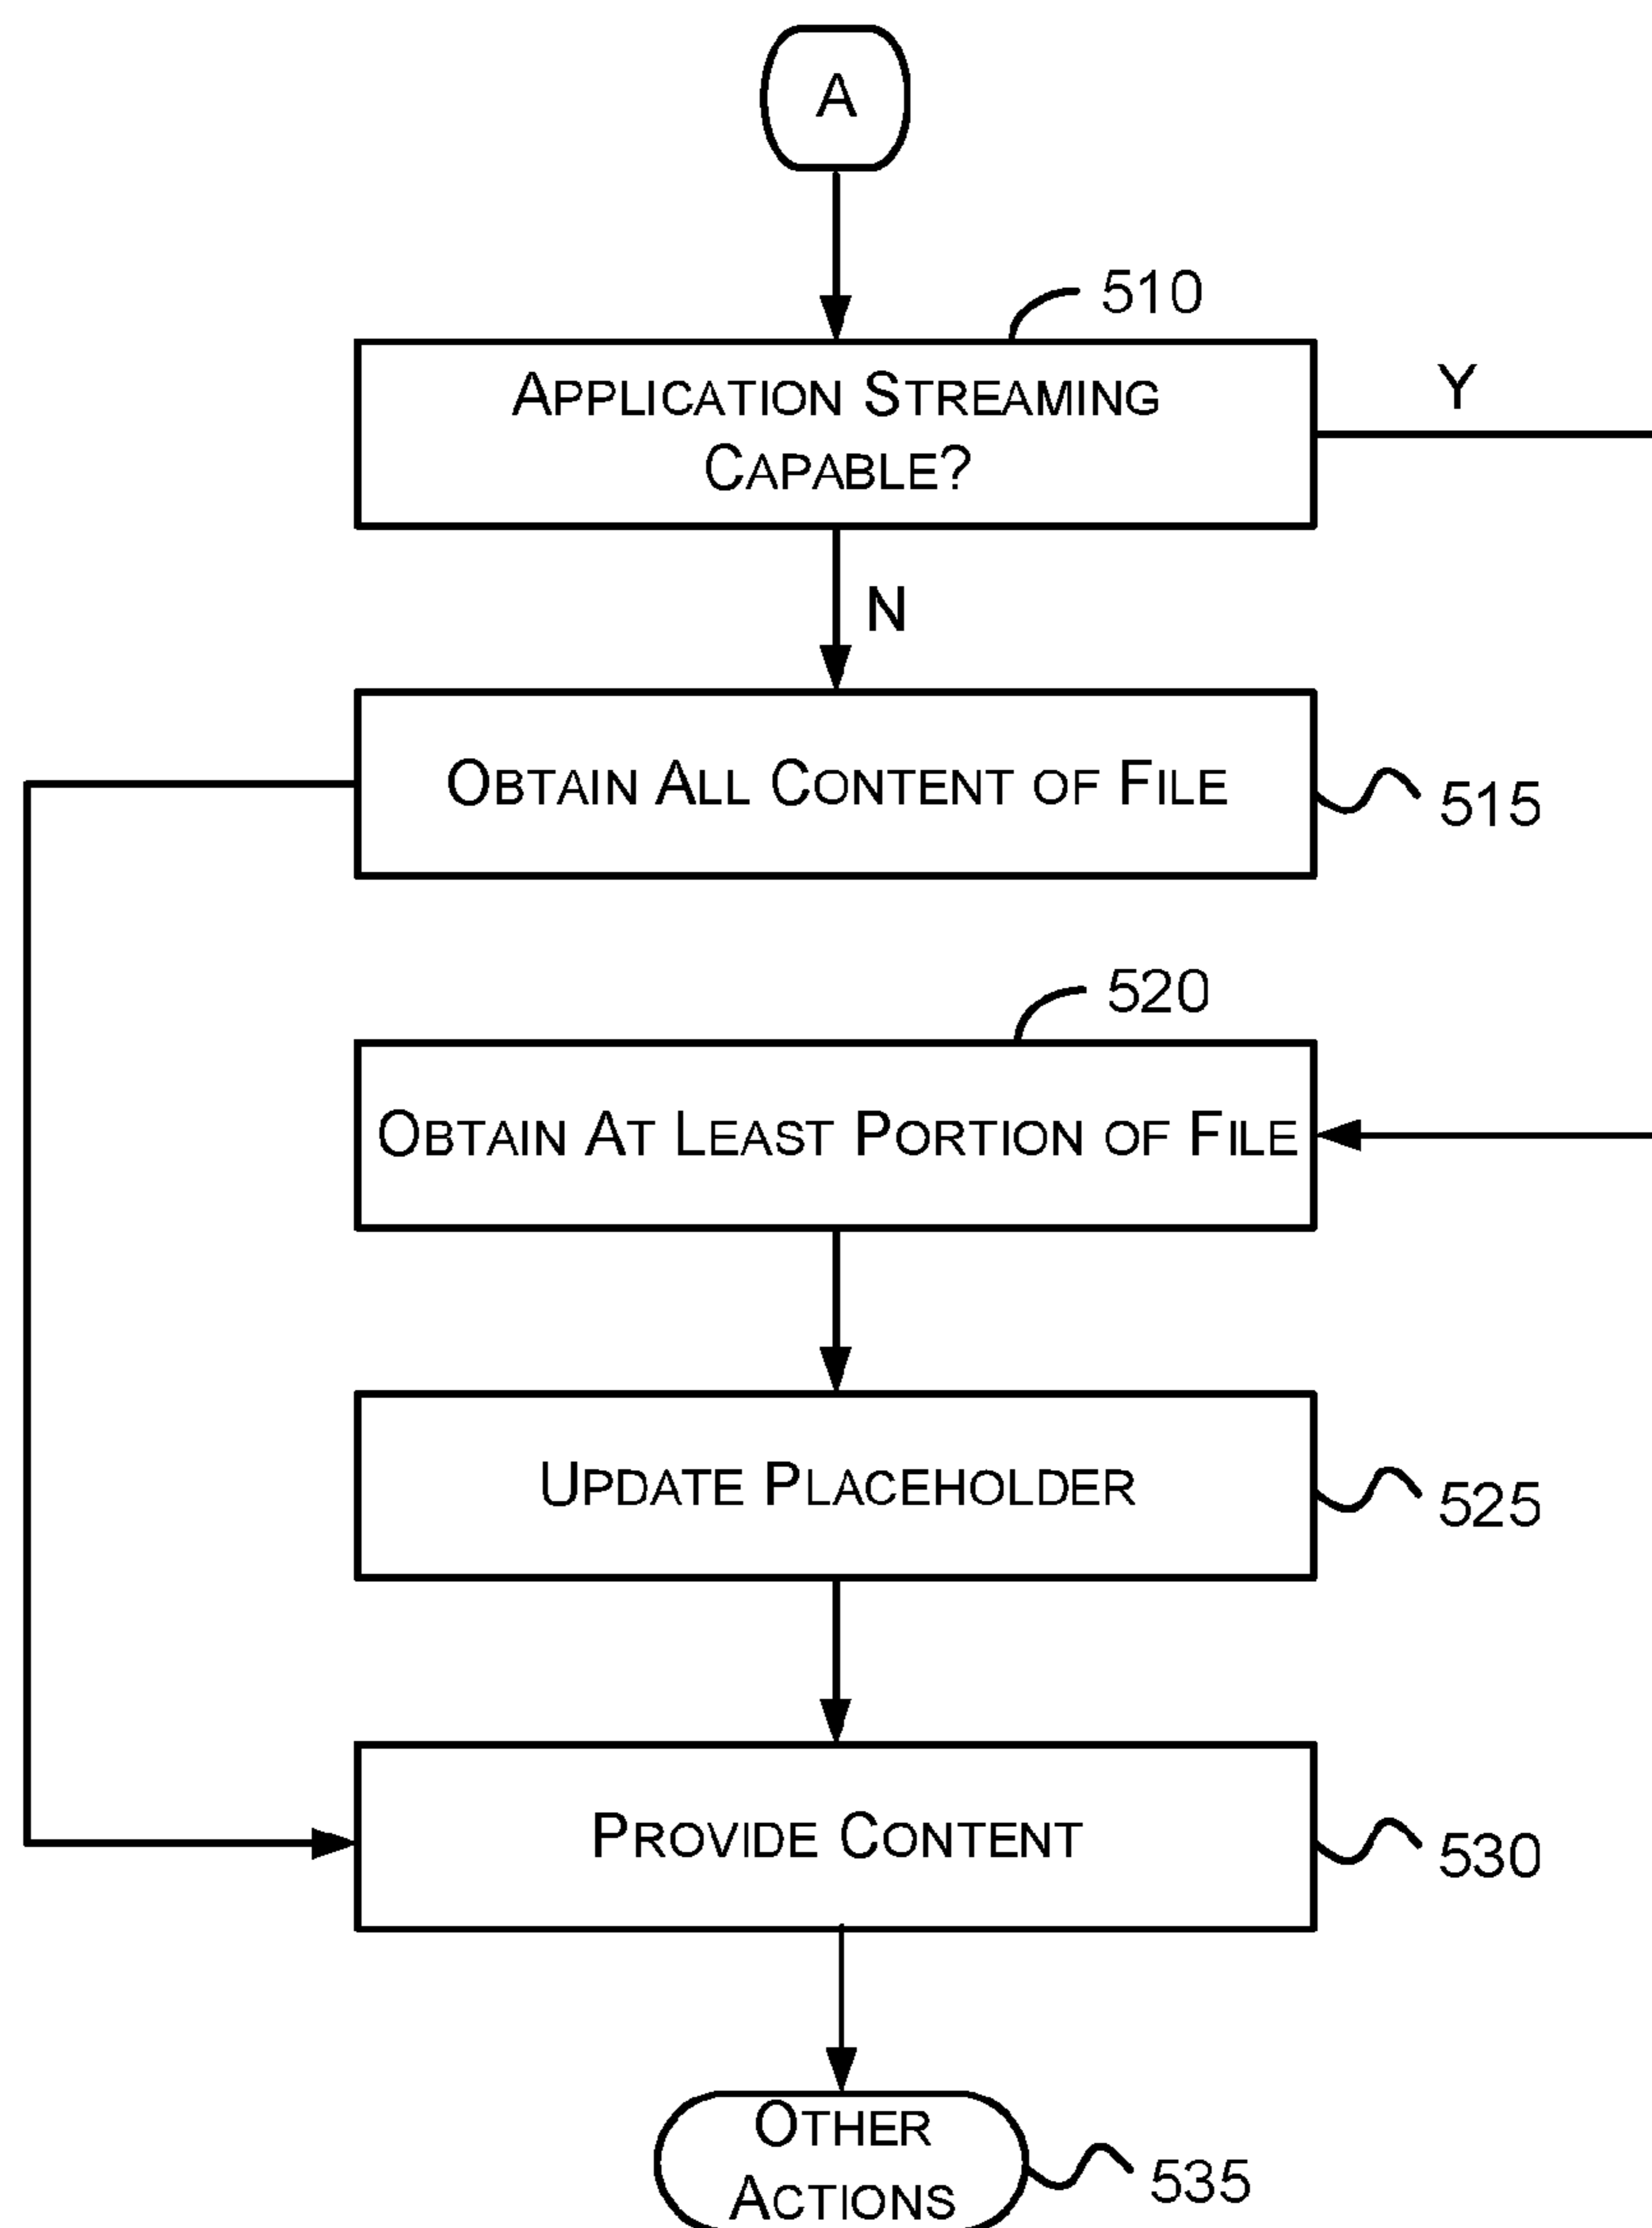 A
510
APPLICATION STREAMING
CAPABLE?
Y
N
OBTAIN ALL CONTENT OF FILE
515
520
OBTAIN AT LEAST PORTION OF FILE
UPDATE PLACEHOLDER
525
PROVIDE CONTENT
530
OTHER
ACTIONS
535